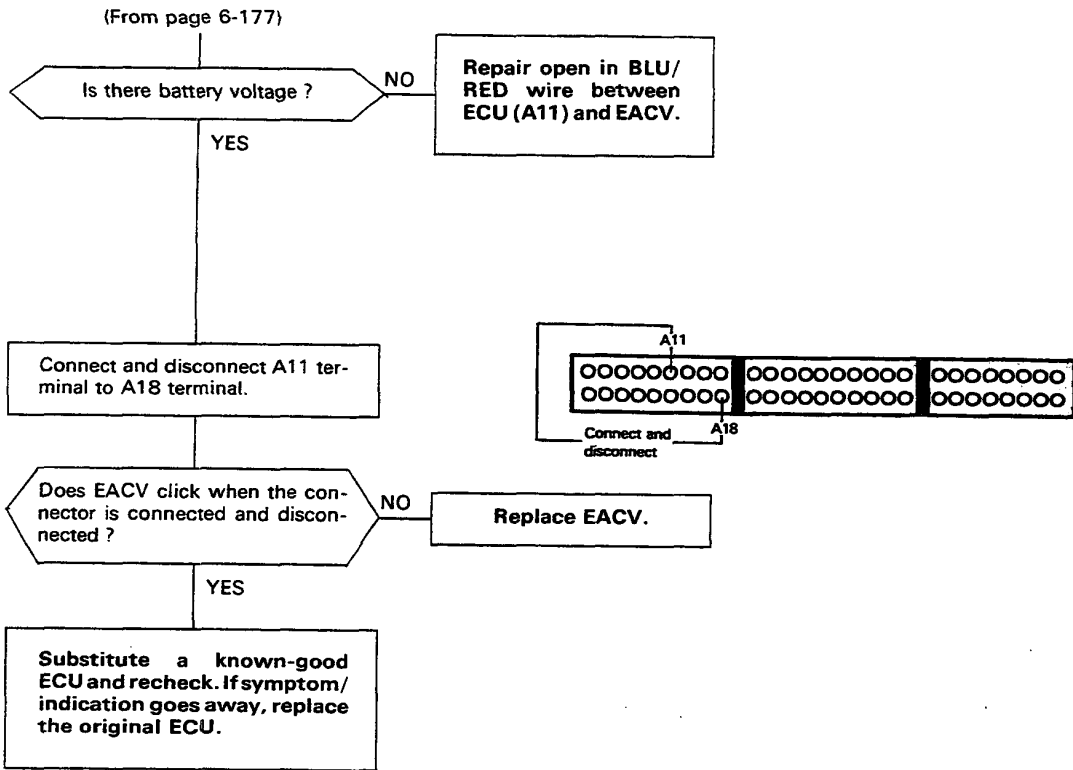 (From page 6-177)
Is there battery voltage ?
NO
Repair open in BLU/
RED wire between
ECU (A11) and EACV.
YES
Connect and disconnect A11 ter-
minal to A18 terminal.
A11
A18
Connect and
disconnect
Does EACV click when the con-
nector is connected and discon-
nected ?
NO
Replace EACV.
YES
Substitute a known-good
ECU and recheck. If symptom/
indication goes away, replace
the original ECU.